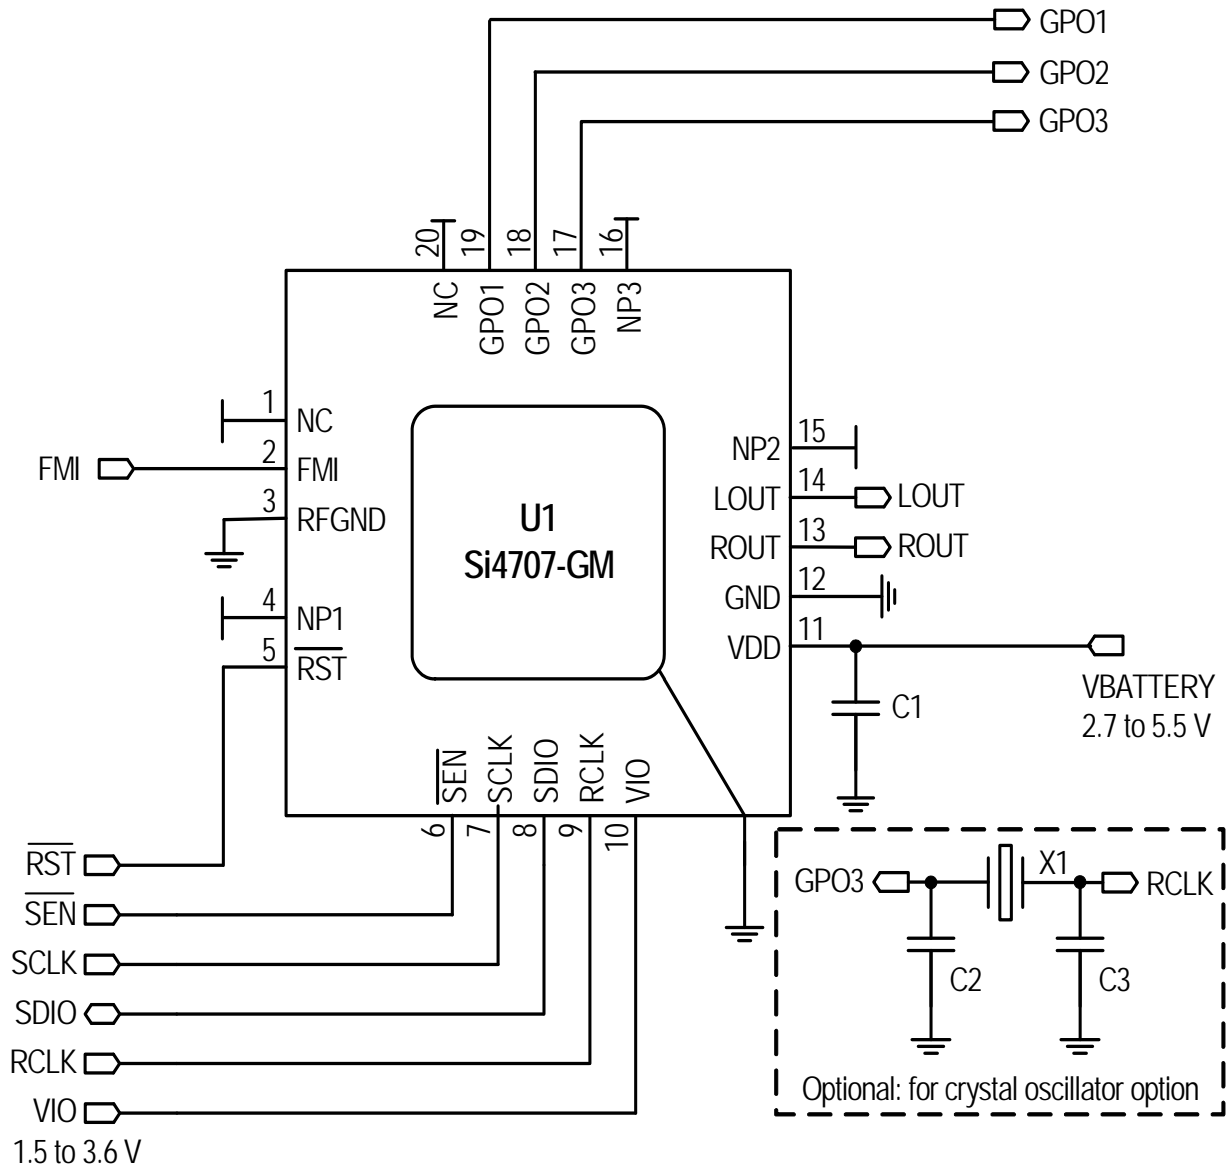 GPO1
GPO2
GPO3
20
19
18
17
16
NC
GPO1
GPO2
GPO3
NP3
1
NC
FMI
2
FMI
3
RFGND
4
NP1
5
RST
U1
Si4707-GM
NP2
15
LOUT
14
LOUT
ROUT
13
ROUT
GND
12
VDD
11
C1
VBATTERY
2.7 to 5.5 V
SEN
SCLK
SDIO
RCLK
VIO
6
7
8
9
10
RST
SEN
SCLK
SDIO
RCLK
VIO
1.5 to 3.6 V
GPO3
X1
RCLK
C2
C3
Optional: for crystal oscillator option